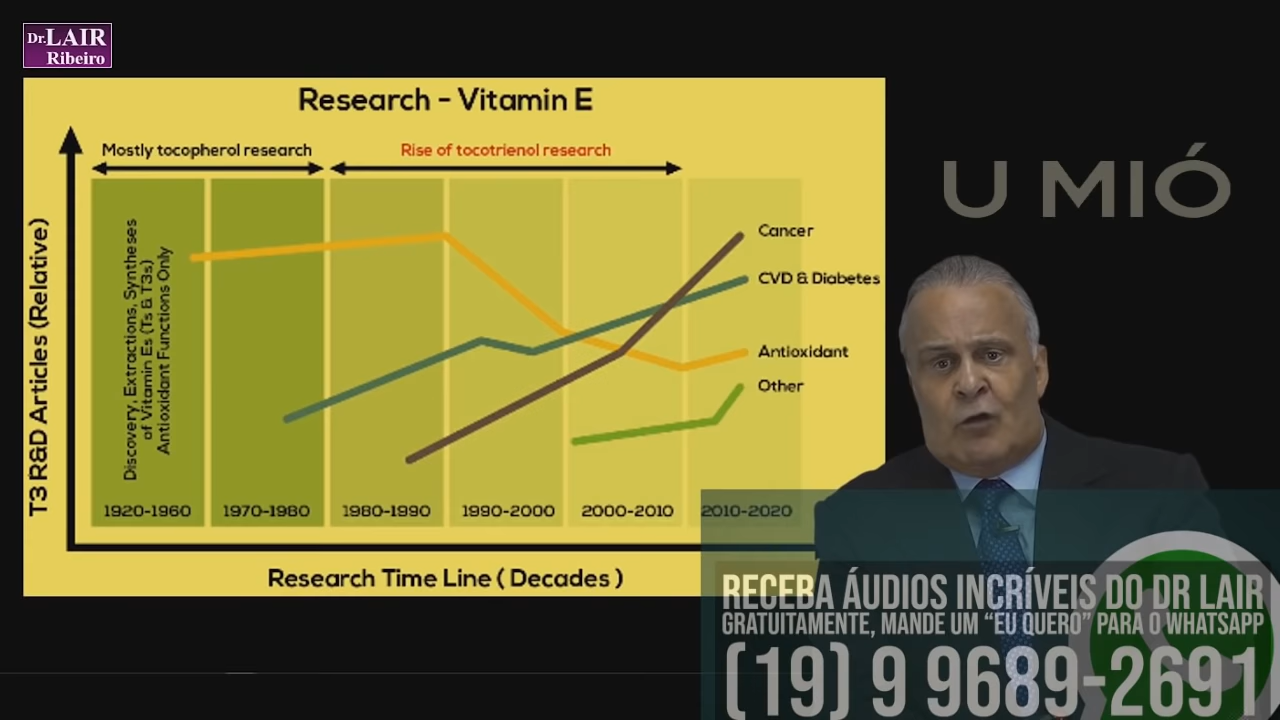 Dr. LAIR
Ribeiro
Research - Vitamin E
Mostly tocopherol research
Rise of tocotrienol research
T3 R&D Articles (Relative)
Discovery, Extractions, Syntheses
of Vitamin Es (Ts & T3s)
Antioxidant Functions Only
Cancer
CVD & Diabetes
Antioxidant
Other
1920-1960
1970-1980
1980-1990
1990-2000
2000-2010
2010-2020
Research Time Line ( Decades )
U MIÓ
RECEBA ÁUDIOS INCRÍVEIS DO DR LAIR
GRATUITAMENTE, MANDE UM “EU QUERO” PARA O WHATSAPP
(19) 9 9689-2691